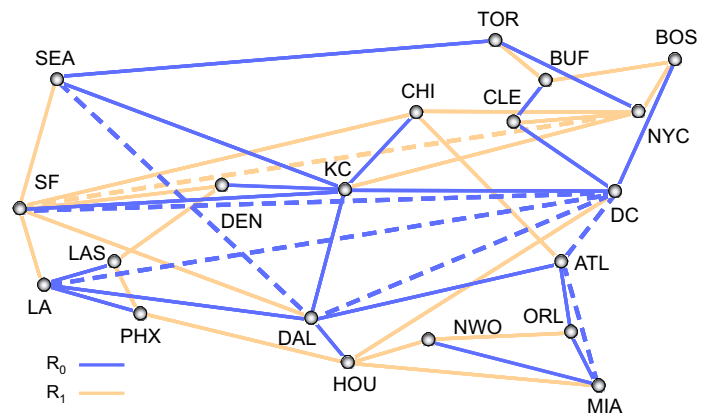 TOR
BOS
SEA
BUF
CHI
CLE
NYC
KC
SF
DEN
DC
LAS
ATL
LA
PHX
DAL
NWO
ORL
R0
HOU
R1
MIA